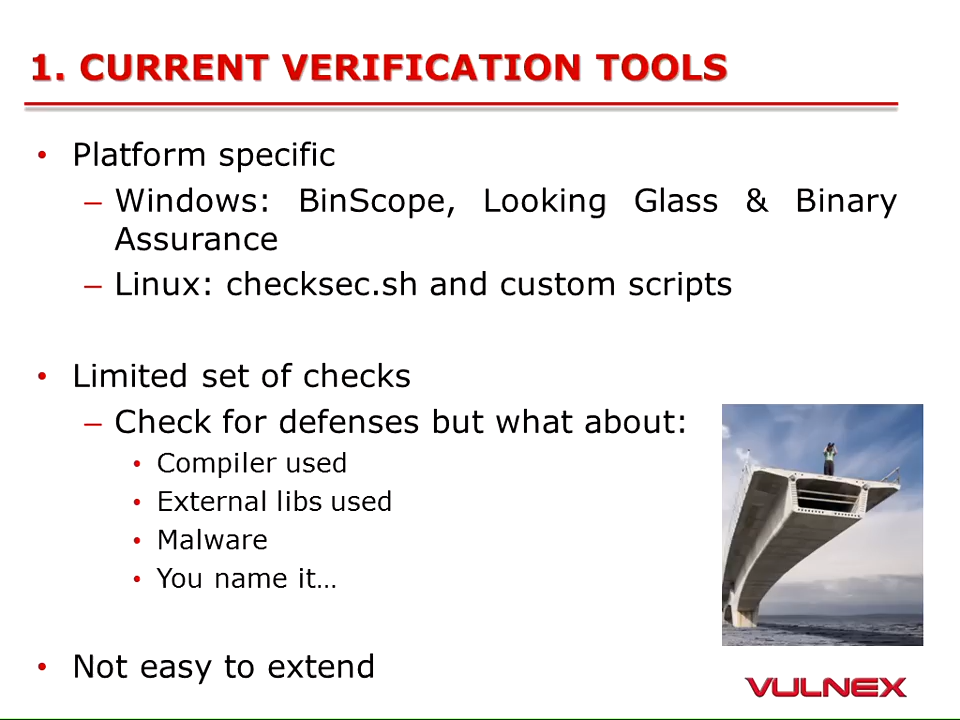 1. CURRENT VERIFICATION TOOLS
• Platform specific
– Windows: BinScope, Looking Glass & Binary
Assurance
– Linux: checksec.sh and custom scripts
• Limited set of checks
– Check for defenses but what about:
• Compiler used
• External libs used
• Malware
• You name it…
• Not easy to extend
VULNEX